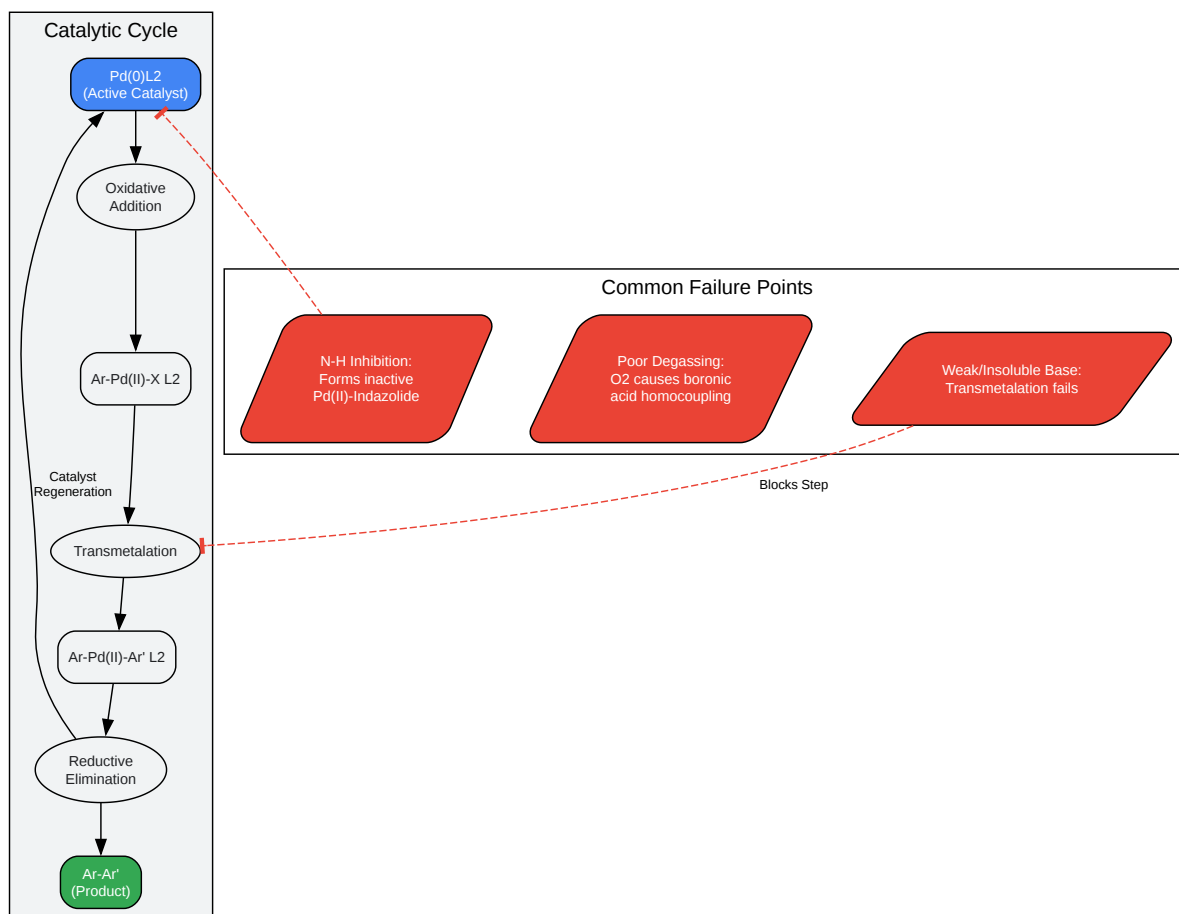 Catalytic Cycle
Pd(0)L2
(Active Catalyst)
Oxidative
Addition
Ar-Pd(II)-X L2
Catalyst
Regeneration
Transmetalation
Ar-Pd(II)-Ar' L2
Reductive
Elimination
Ar-Ar'
(Product)
Common Failure Points
N-H Inhibition:
Forms inactive
Pd(II)-Indazolide
Poor Degassing:
O2 causes boronic
acid homocoupling
Weak/Insoluble Base:
Transmetalation fails
Blocks Step